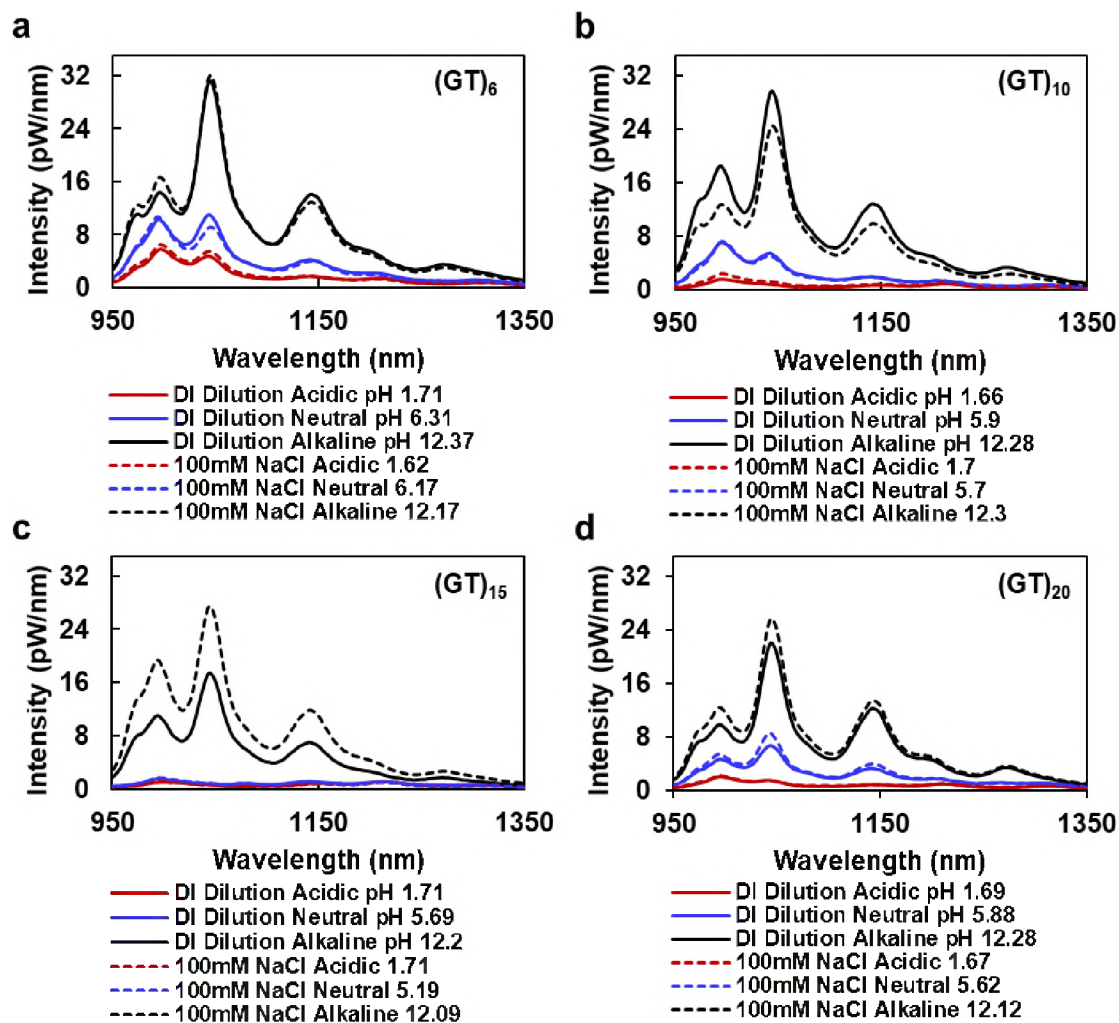 a
(GT)6
Intensity (pW/nm)
32
24
16
8
0
950
1150
1350
Wavelength (nm)
DI Dilution Acidic pH 1.71
DI Dilution Neutral pH 6.31
DI Dilution Alkaline pH 12.37
100mM NaCl Acidic 1.62
100mM NaCl Neutral 6.17
100mM NaCl Alkaline 12.17
b
(GT)10
Intensity (pW/nm)
32
24
16
8
0
950
1150
1350
Wavelength (nm)
DI Dilution Acidic pH 1.66
DI Dilution Neutral pH 5.9
DI Dilution Alkaline pH 12.28
100mM NaCl Acidic 1.7
100mM NaCl Neutral 5.7
100mM NaCl Alkaline 12.3
c
(GT)15
Intensity (pW/nm)
32
24
16
8
0
950
1150
1350
Wavelength (nm)
DI Dilution Acidic pH 1.71
DI Dilution Neutral pH 5.69
DI Dilution Alkaline pH 12.2
100mM NaCl Acidic 1.71
100mM NaCl Neutral 5.19
100mM NaCl Alkaline 12.09
d
(GT)20
Intensity (pW/nm)
32
24
16
8
0
950
1150
1350
Wavelength (nm)
DI Dilution Acidic pH 1.69
DI Dilution Neutral pH 5.88
DI Dilution Alkaline pH 12.28
100mM NaCl Acidic 1.67
100mM NaCl Neutral 5.62
100mM NaCl Alkaline 12.12